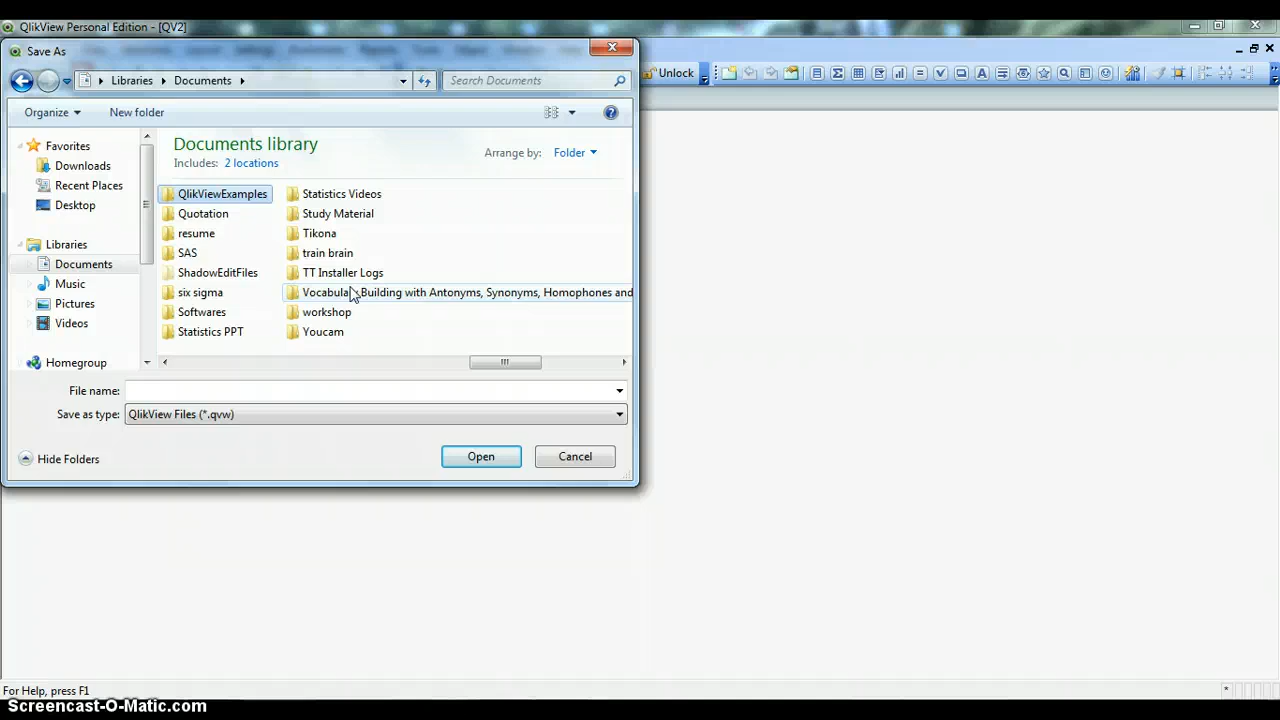 QlikView Personal Edition - [QV2]
Save As
Libraries Documents
Search Documents
Unlock
Organize
New folder
Favorites
Downloads
Recent Places
Desktop
Libraries
Documents
Music
Pictures
Videos
Homegroup
Documents library
Includes: 2 locations
Arrange by: Folder
QlikViewExamples
Quotation
resume
SAS
ShadowEditFiles
six sigma
Softwares
Statistics PPT
Statistics Videos
Study Material
Tikona
train brain
TT Installer Logs
Building with Antonyms, Synonyms, Homophones and
workshop
Youcam
File name:
Save as type: QlikView Files (*.qvw)
Hide Folders
Open
Cancel
For Help, press F1
Screencast-O-Matic.com